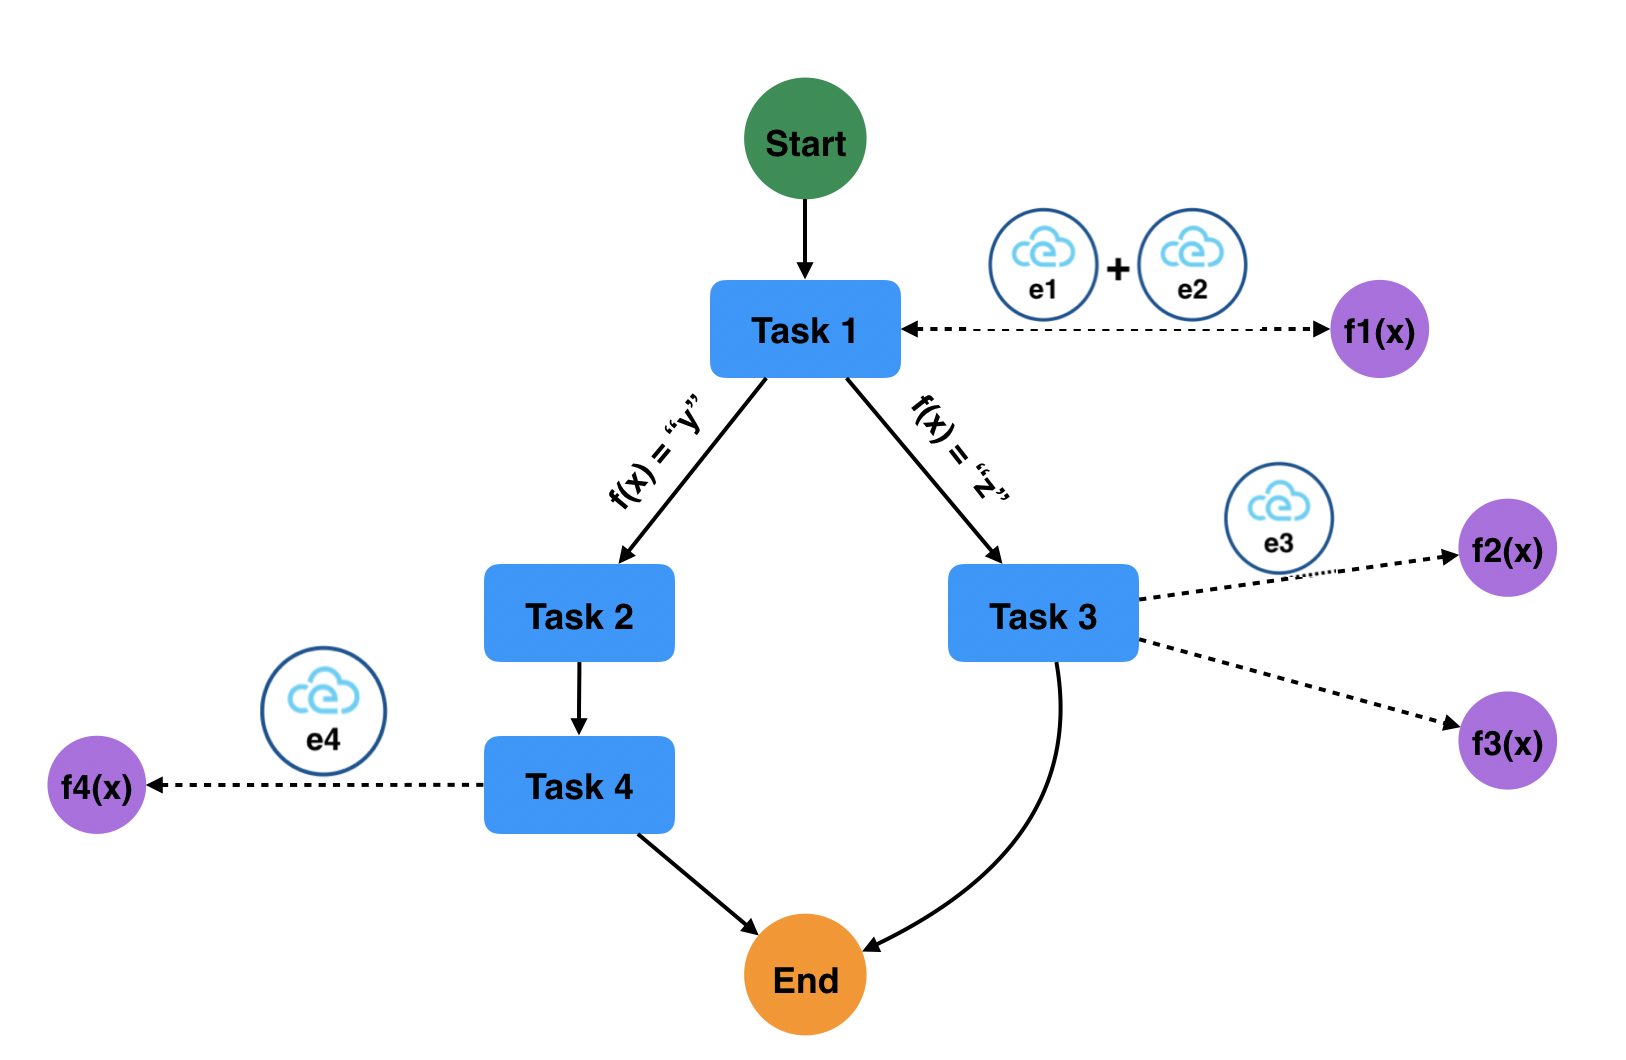 Start
e1 + e2
Task 1
f1(x)
f(x) = “y”
f(x) = “z”
e3
f2(x)
Task 2
Task 3
e4
f3(x)
f4(x)
Task 4
End